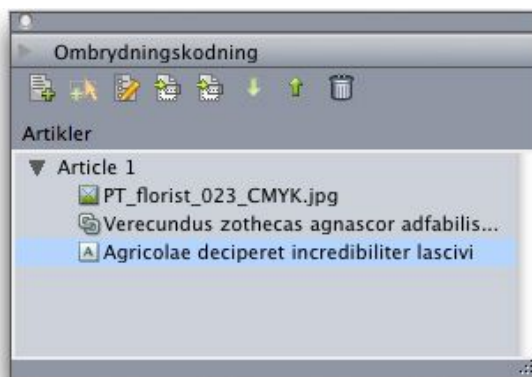 Ombrydningskodning
Artikler
Article 1
PT_florist_023_CMYK.jpg
Verecundus zothecas agnascor adfabilis...
A Agricolae deciperet incredibiliter lascivi